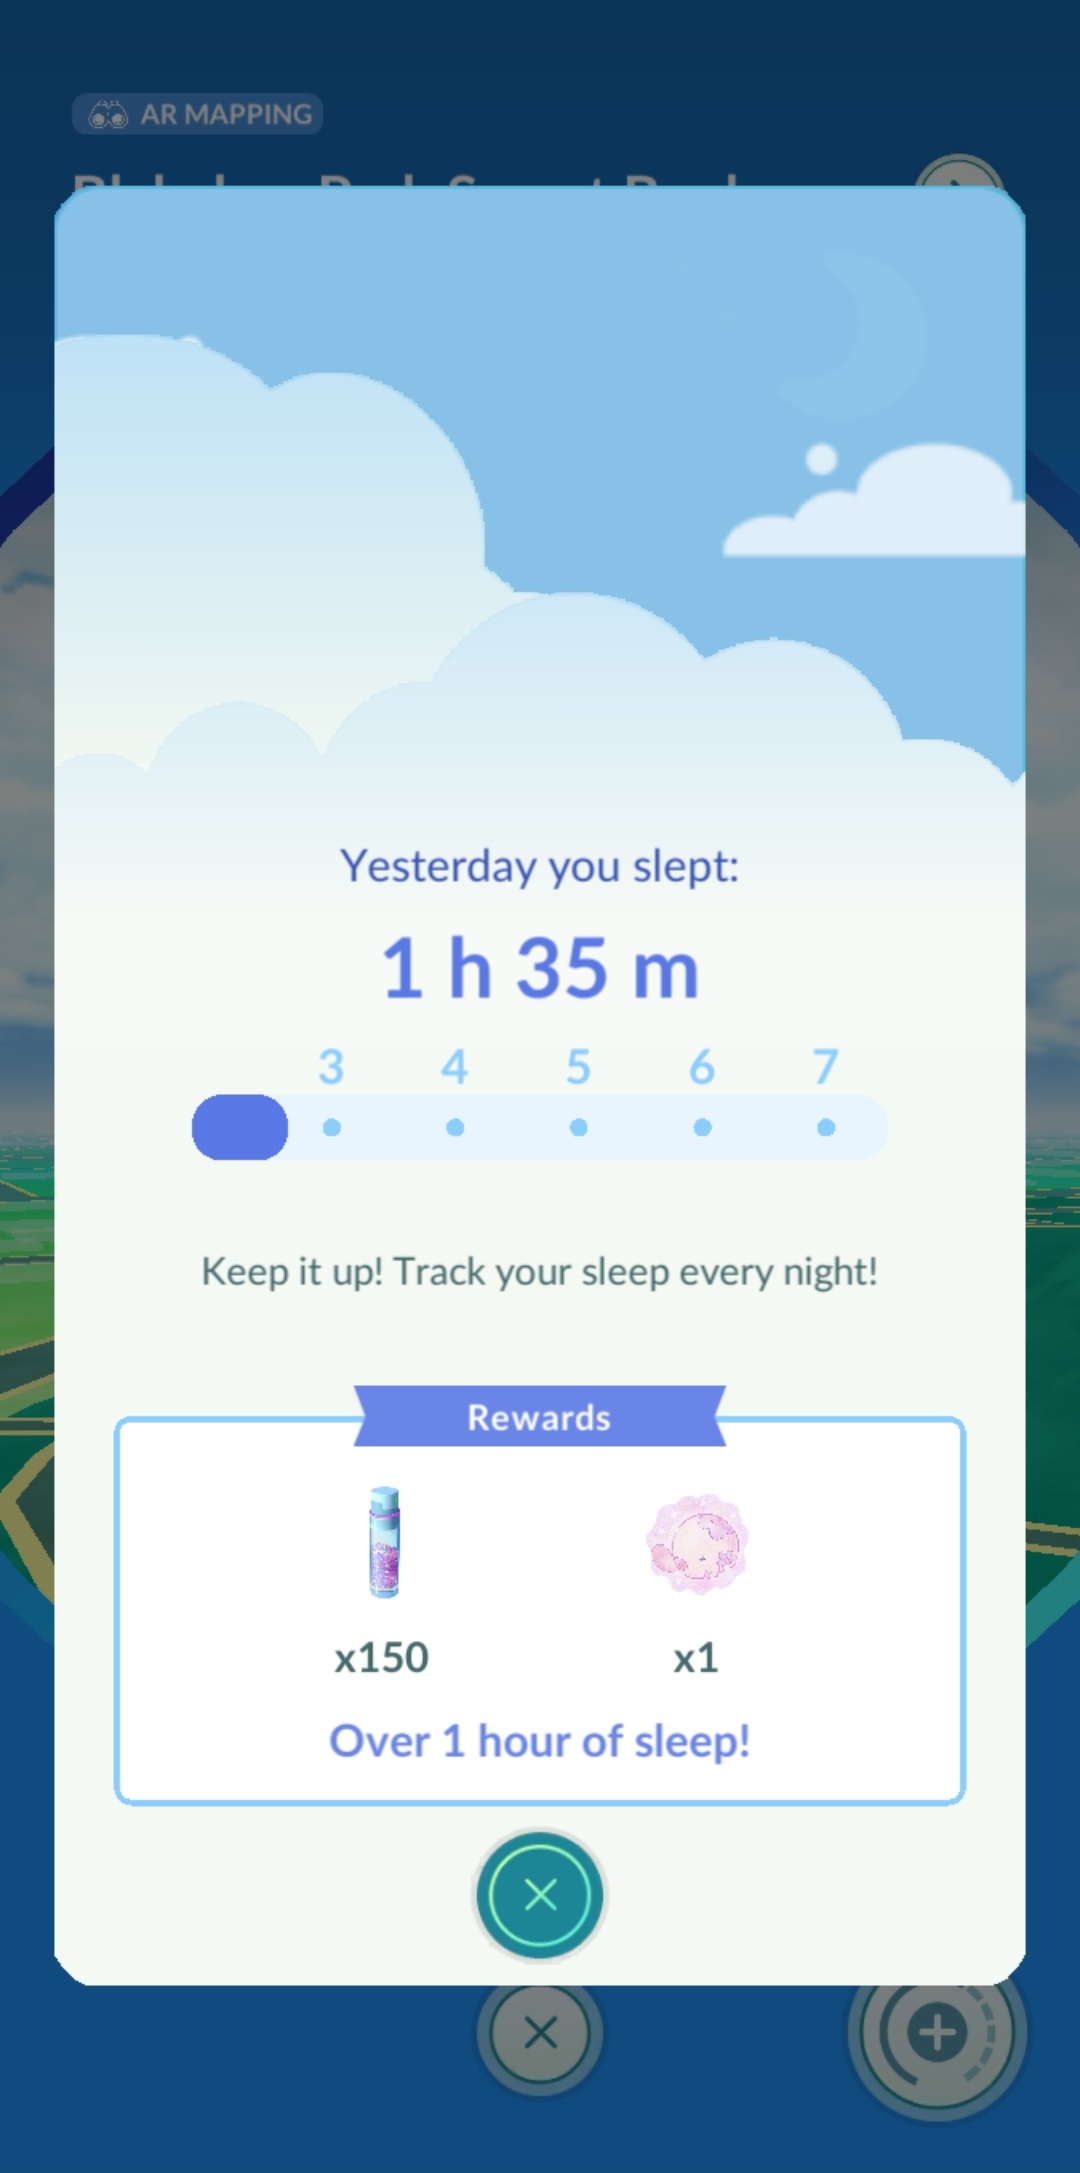 AR MAPPING
Yesterday you slept:
1 h 35 m
3 4 5 6 7
Keep it up! Track your sleep every night!
Rewards
x150 x1
Over 1 hour of sleep!